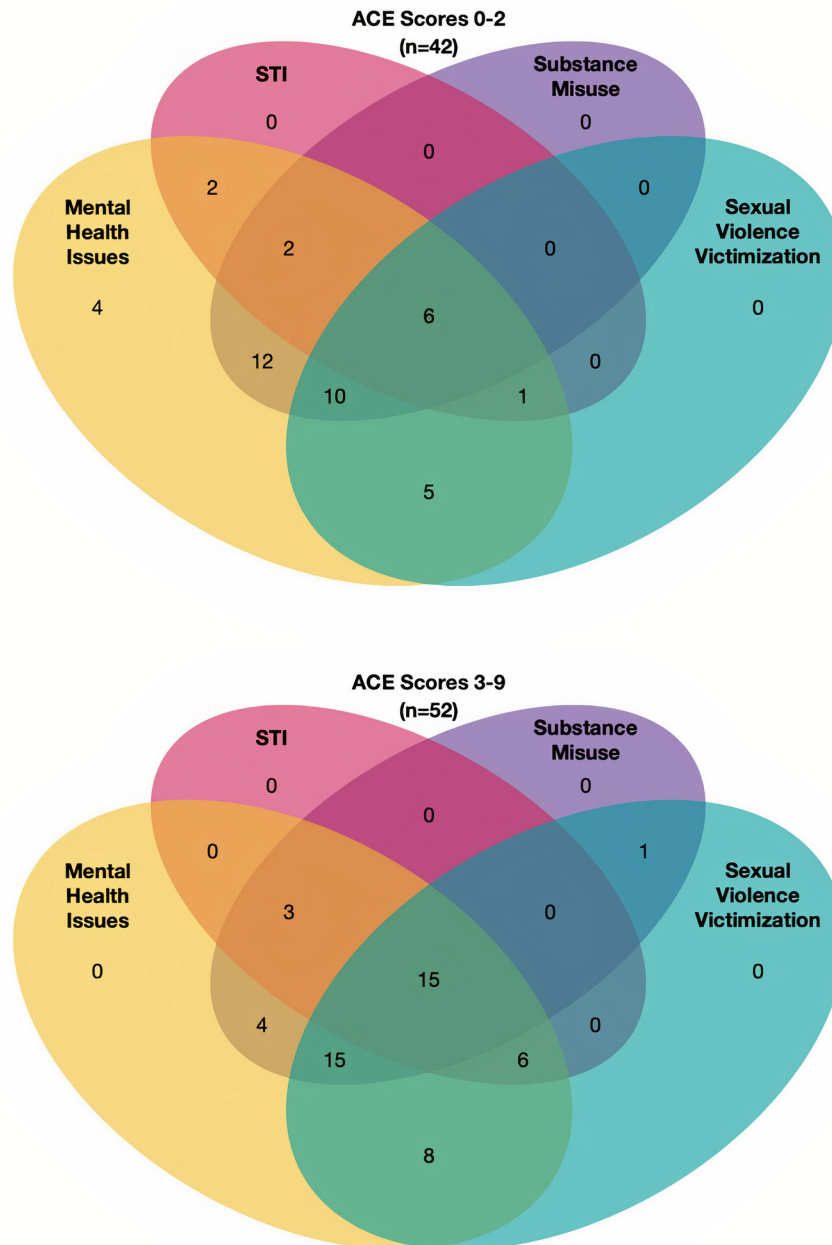 ACE Scores 0-2
(n=42)
STI
Substance
Misuse
0
0
0
2
0
Mental
Health
Issues
Sexual
Violence
Victimization
2
0
4
6
0
12
0
10
1
5
ACE Scores 3-9
(n=52)
STI
Substance
Misuse
0
0
0
0
1
Mental
Health
Issues
Sexual
Violence
Victimization
3
0
0
15
0
4
0
15
6
8